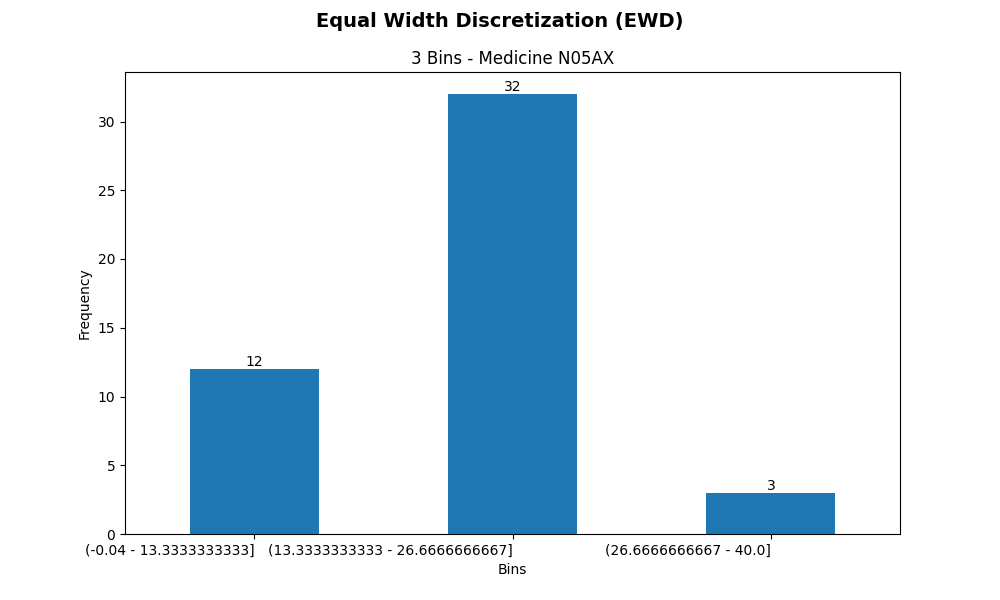 Equal Width Discretization (EWD)
3 Bins - Medicine N05AX
Frequency
30
25
20
15
10
5
0
12
32
3
(-0.04 - 13.3333333333]
(13.3333333333 - 26.6666666667]
(26.6666666667 - 40.0]
Bins